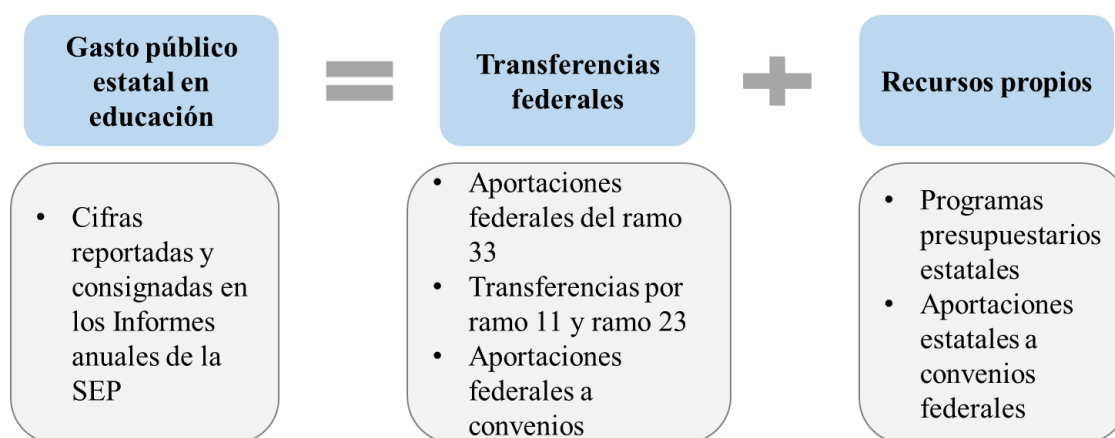 Gasto público
estatal en
educación
Transferencias
federales
Recursos propios
• Cifras
reportadas y
consignadas en
los Informes
anuales de la
SEP
• Aportaciones
federales del ramo
33
• Transferencias por
ramo 11 y ramo 23
• Aportaciones
federales a
convenios
• Programas
presupuestarios
estatales
• Aportaciones
estatales a
convenios
federales